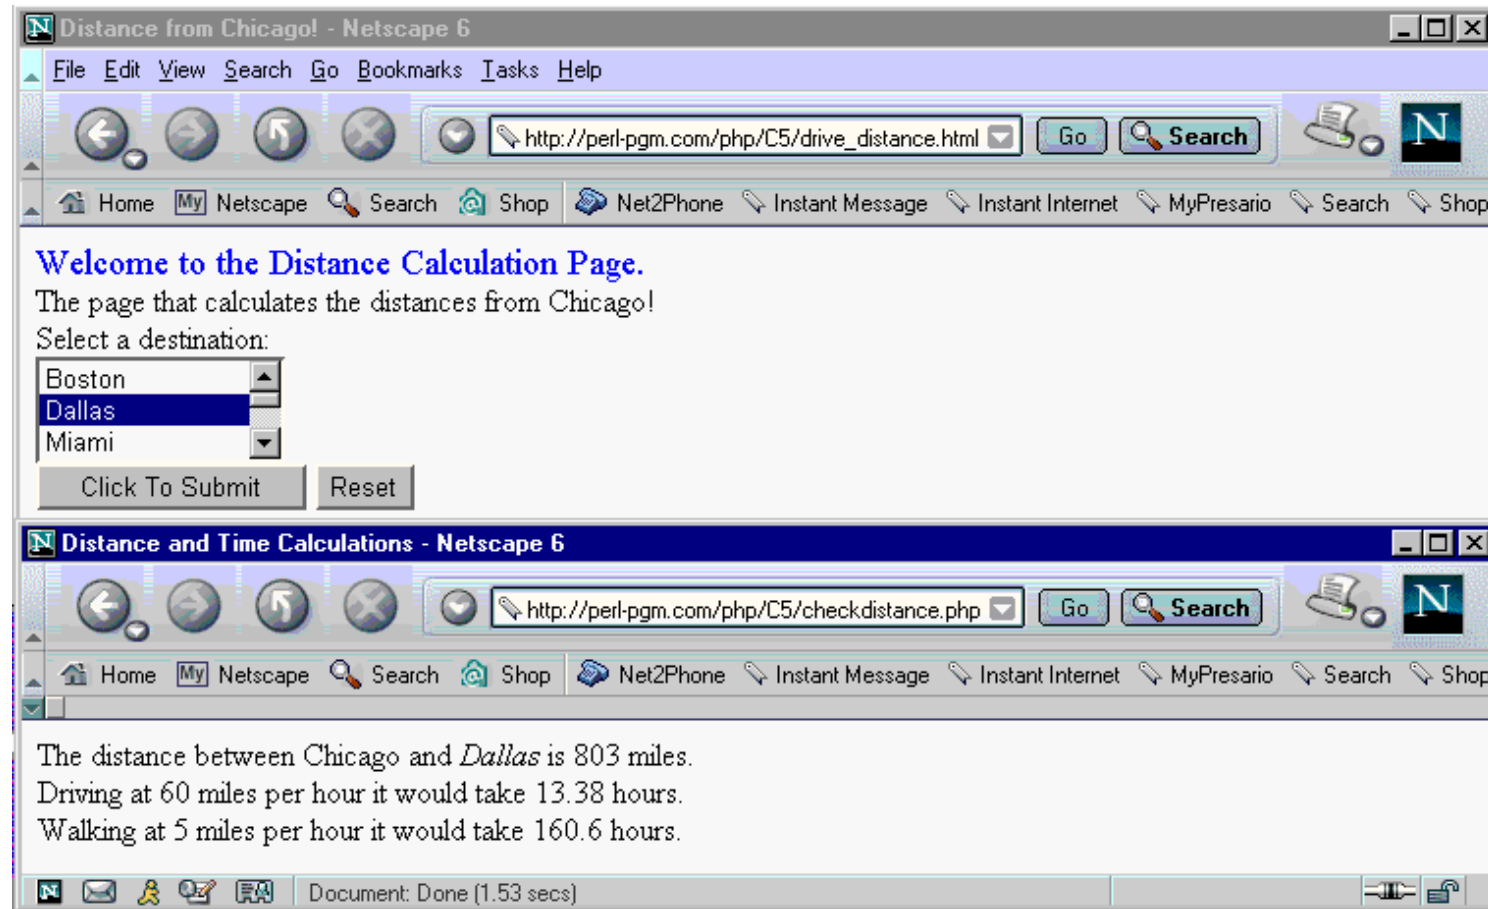 Distance from Chicago! - Netscape 6
File Edit View Search Go Bookmarks Tasks Help
http://perl-pgm.com/php/C5/drive_distance.html Go Search N
Home My Netscape Search Shop Net2Phone Instant Message Instant Internet MyPresario Search Shop
Welcome to the Distance Calculation Page.
The page that calculates the distances from Chicago!
Select a destination:
Boston
Dallas
Miami
Click To Submit Reset
N Distance and Time Calculations - Netscape 6
http://perl-pgm.com/php/C5/checkdistance.php Go Search N
Home My Netscape Search Shop Net2Phone Instant Message Instant Internet MyPresario Search Shop
The distance between Chicago and Dallas is 803 miles.
Driving at 60 miles per hour it would take 13.38 hours.
Walking at 5 miles per hour it would take 160.6 hours.
N Document: Done (1.53 secs)